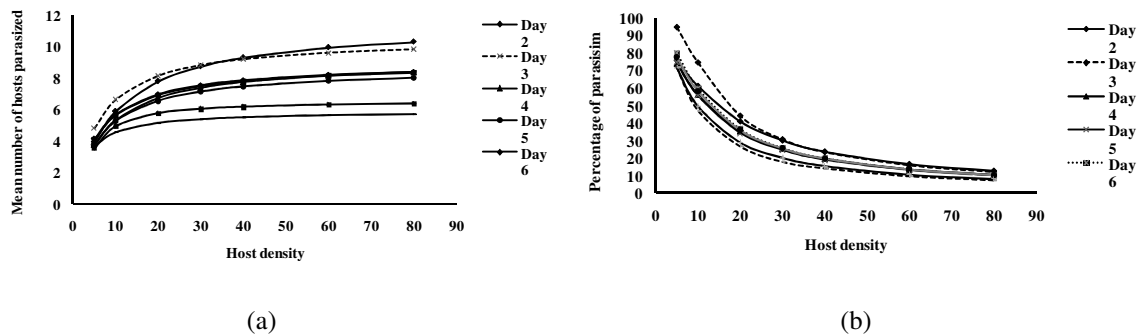 Mean nunmber of hosts parasized
12
10
8
6
4
2
0
0 10 20 30 40 50 60 70 80 90
Host density
Day
2
Day
3
Day
4
Day
5
Day
6
(a)
Percentage of parasisim
100
90
80
70
60
50
40
30
20
10
0
0 10 20 30 40 50 60 70 80 90
Host density
Day
2
Day
3
Day
4
Day
5
Day
6
(b)